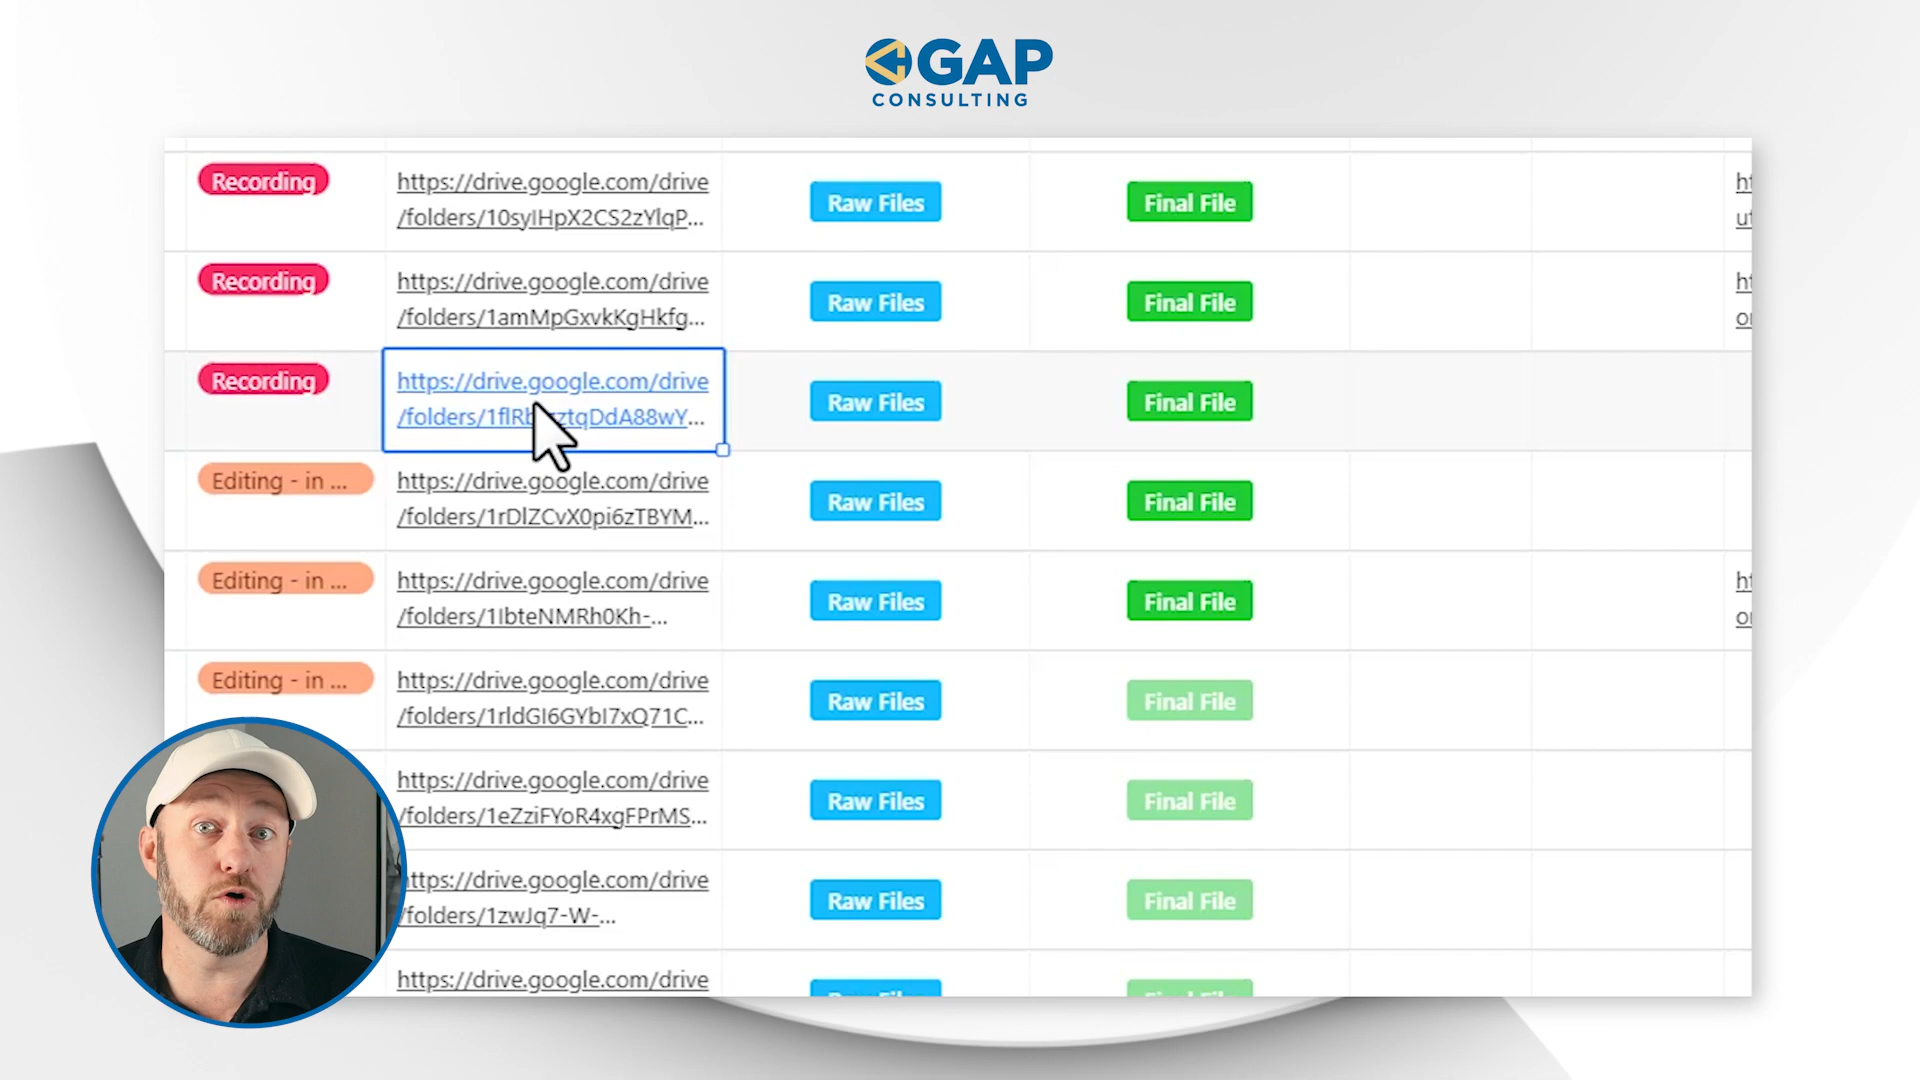 GAP
CONSULTING
Recording
https://drive.google.com/drive
/folders/10syIHpX2CS2zYlqP...
Raw Files
Final File
Recording
https://drive.google.com/drive
/folders/1amMpGxvkKgHkfg...
Raw Files
Final File
Recording
https://drive.google.com/drive
Raw Files
Final File
Editing - in ...
https://drive.google.com/drive
/folders/1rDlZCvX0pi6zTBYM...
Raw Files
Final File
Editing - in ...
https://drive.google.com/drive
/folders/1IbteNMRh0Kh-...
Raw Files
Final File
Editing - in ...
https://drive.google.com/drive
/folders/1rldGI6GYbI7xQ71C...
Raw Files
Final File
https://drive.google.com/drive
/folders/1eZziFYoR4xgFPrMS...
Raw Files
Final File
https://drive.google.com/drive
/folders/1zwJq7-W-...
Raw Files
Final File
https://drive.google.com/drive